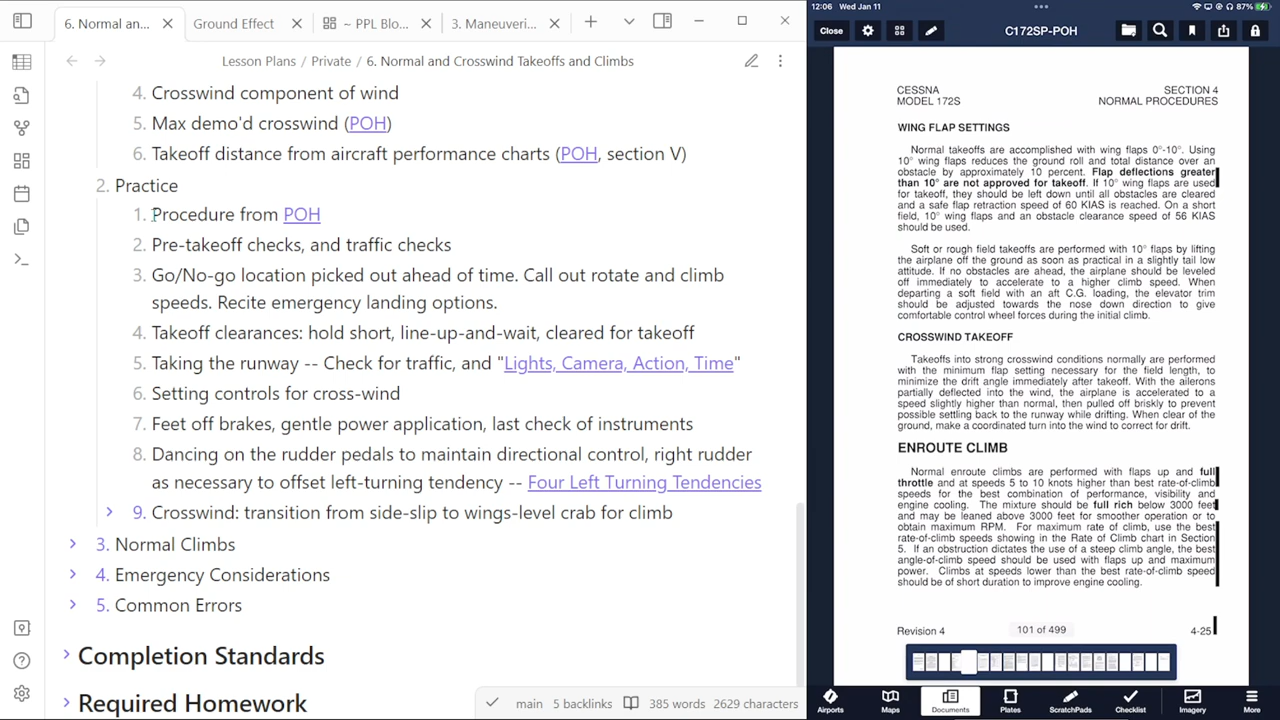 6. Normal an...
Ground Effect
~ PPL Blo...
3. Maneuveri...
Lesson Plans / Private / 6. Normal and Crosswind Takeoffs and Climbs
4. Crosswind component of wind
5. Max demo'd crosswind (POH)
6. Takeoff distance from aircraft performance charts (POH, section V)
2. Practice
1. Procedure from POH
2. Pre-takeoff checks, and traffic checks
3. Go/No-go location picked out ahead of time. Call out rotate and climb
speeds. Recite emergency landing options.
4. Takeoff clearances: hold short, line-up-and-wait, cleared for takeoff
5. Taking the runway -- Check for traffic, and "Lights, Camera, Action, Time"
6. Setting controls for cross-wind
7. Feet off brakes, gentle power application, last check of instruments
8. Dancing on the rudder pedals to maintain directional control, right rudder
as necessary to offset left-turning tendency -- Four Left Turning Tendencies
9. Crosswind: transition from side-slip to wings-level crab for climb
3. Normal Climbs
4. Emergency Considerations
5. Common Errors
Completion Standards
Required Homework
main 5 backlinks 385 words 2629 characters
12:06 Wed Jan 11
87%
Close
C172SP-POH
CESSNA SECTION 4
MODEL 172S NORMAL PROCEDURES
WING FLAP SETTINGS
Normal takeoffs are accomplished with wing flaps 0°-10°. Using
10° wing flaps reduces the ground roll and total distance over an
obstacle by approximately 10 percent. Flap deflections greater
than 10° are not approved for takeoff. If 10° wing flaps are used
for takeoff, they should be left down until all obstacles are cleared
and a safe flap retraction speed of 60 KIAS is reached. On a short
field, 10° wing flaps and an obstacle clearance speed of 56 KIAS
should be used.
Soft or rough field takeoffs are performed with 10° flaps by lifting
the airplane off the ground as soon as practical in a slightly tail low
attitude. If no obstacles are ahead, the airplane should be leveled
off immediately to accelerate to a higher climb speed. When
departing a soft field with an aft C.G. loading, the elevator trim
should be adjusted towards the nose down direction to give
comfortable control wheel forces during the initial climb.
CROSSWIND TAKEOFF
Takeoffs into strong crosswind conditions normally are performed
with the minimum flap setting necessary for the field length, to
minimize the drift angle immediately after takeoff. With the ailerons
partially deflected into the wind, the airplane is accelerated to a
speed slightly higher than normal, then pulled off briskly to prevent
possible settling back to the runway while drifting. When clear of the
ground, make a coordinated turn into the wind to correct for drift.
ENROUTE CLIMB
Normal enroute climbs are performed with flaps up and full
throttle and at speeds 5 to 10 knots higher than best rate-of-climb
speeds for the best combination of performance, visibility and
engine cooling. The mixture should be full rich below 3000 feet
and may be leaned above 3000 feet for smoother operation or to
obtain maximum RPM. For maximum rate of climb, use the best
rate-of-climb speeds showing in the Rate of Climb chart in Section
5. If an obstruction dictates the use of a steep climb angle, the best
angle-of-climb speed should be used with flaps up and maximum
power. Climbs at speeds lower than the best rate-of-climb speed
should be of short duration to improve engine cooling.
Revision 4 101 of 499 4-25
Airports Maps Documents Plates ScratchPads Checklist Imagery More